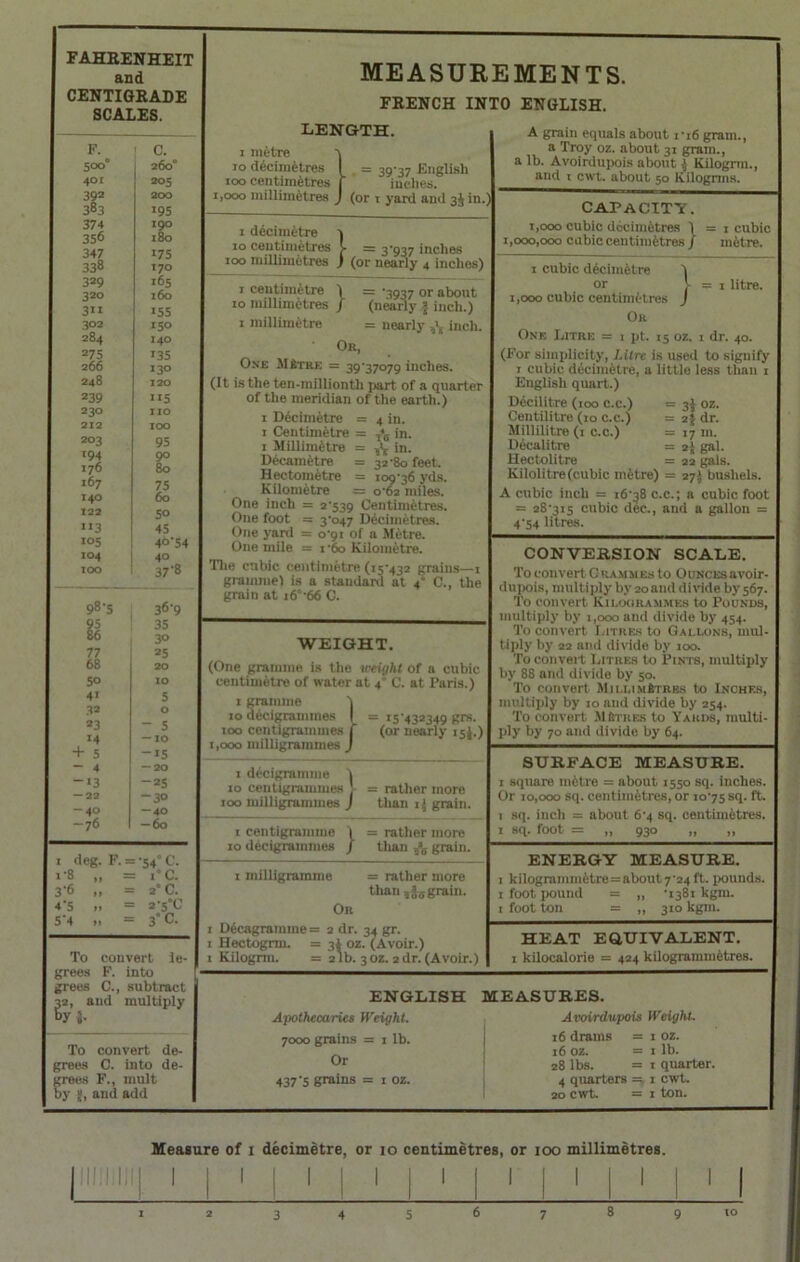 FAHRENHEIT
and
CENTIGRADE
SCALES.
F. C.
500° 260°
401 205
392 200
383 195
374 190
356 180
347 175
338 170
329 165
320 160
311 155
302 150
284 140
275 135
266 130
248 120
239 115
230 110
212 100
203 95
194 90
176 80
167 75
140 60
122 50
113 45
105 40·54
104 40
100 37·8
98·5 36·9
95 35
86 30
77 25
68 20
50 10
41 5
32 0
23 – 5
14 –10
+ 5 –15
– 4 –20
–13 –25
–22 –30
–40 –40
–76 –60
1 deg. F. = ·54° C.
1·8 ,, = 1° C.
3·6 ,, = 2° C.
4·5 ,, = 2·5°C
5·4 ,, = 3° C.
To convert de-
grees F. into
grees C., subtract
32, and multiply
by
To convert de-
grees C. into de-
grees F., mult
by and add
MEASUREMENTS.
FRENCH INTO ENGLISH.
LENGTH.
1 mètre
10 décimètres
100 centimètres
1,000 millimètres
= 39·37 English
inches.
(or 1 yard and 3½ in.)
1 décimètre
10 centimètres
100 millimètres
= 3·937 inches
(or nearly 4 inches)
1 centimètre
10 millimètres
= ·3937 or about
(nearly inch.)
1 millimètre = nearly inch.
OR,
ONE MÈTRE = 39·37079 inches.
(It is the ten-millionth part of a quarter
of the meridian of the earth.)
1 Décimètre = 4 in.
1 Centimètre = in.
1 Millimètre = in.
Décamètre = 32·80 feet.
Hectomètre = 109·36 yds.
Kilomètre = 0·62 miles.
One inch = 2·539 Centimètres.
One foot = 3·047 Décimètres.
One yard = 0·91 of a Mètre.
One mile = 1·60 Kilomètre.
The cubic centimètre (15·432 grains—1
gramme) is a standard at 4° C., the
grain at 16°·66 C.
WEIGHT.
(One gramme is the weight of a cubic
centimètre of water at 4° C. at Paris.)
1 gramme
10 décigrammes
100 centigrammes
1,000 milligrammes
= 15·432349 grs.
(or nearly 15½.)
1 décigramme
10 centigrammes
100 milligrammes
= rather more
than 1½ grain.
1 centigramme
10 décigrammes
= rather more
than grain.
1 milligramme = rather more
than grain.
OR
1 Décagramme = 2 dr. 34 gr.
1 Hectogrm. = 3½ oz. (Avoir.)
1 Kilogrm. = 2 lb. 3 oz. 2 dr. (Avoir.)
A grain equals about 1·16 gram.,
a Troy oz. about 31 gram.,
a lb. Avoirdupois about ½ Kilogrm.,
and 1 cwt. about 50 Kilogrms.
CAPACITY.
1,000 cubic décimètres
1,000,000 cubic centimètres
= 1 cubic
mètre.
1 cubic décimètre
or
1,000 cubic centimètres
= 1 litre.
OR
ONE LITRE = 1 pt. 15 oz. 1 dr. 40.
(For simplicity, Litre is used to signify
1 cubic décimètre, a little less than 1
English quart.)
Décilitre (100 c.c.) = 3½ oz.
Centilitre (10 c.c.) = dr.
Millilitre (1 c.c.) = 17 m.
Décalitre = gal.
Hectolitre = 22 gals.
Kilolitre (cubic mètre) = 27½ bushels.
A cubic inch = 16·38 c.c.; a cubic foot
= 28·315 cubic déc., and a gallon =
4·54 litres.
CONVERSION SCALE.
To convert GRAMMES to OUNCES avoir-
dupois, multiply by 20 and divide by 567.
To convert KILOGRAMMES to POUNDS,
multiply by 1,000 and divide by 454.
To convert LITRES to GALLONS, mul-
tiply by 22 and divide by 100.
To convert LITRES to PINTS, multiply
by 88 and divide by 50.
To convert MILLIMÈTRES to INCHES,
multiply by 10 and divide by 254.
To convert MÈTRES to YARDS, multi-
ply by 70 and divide by 64.
SURFACE MEASURE.
1 square mètre = about 1550 sq. inches.
Or 10,000 sq. centimètres, or 10·75 sq. ft.
1 sq. inch = about 6·4 sq. centimètres.
1 sq. foot = ,, 930 ,, ,,
ENERGY MEASURE.
1 kilogrammètre = about 7·24 ft. pounds.
1 foot pound = ,, ·1381 kgm.
1 foot ton = ,, 310 kgm.
HEAT EQUIVALENT.
1 kilocalorie = 424 kilogrammètres.
ENGLISH MEASURES.
Apothecaries Weight.
7000 grains = 1 lb.
Or
437·5 grains = 1 oz.
Avoirdupois Weight.
16 drams = 1 oz.
16 oz. = 1 lb.
28 lbs. = 1 quarter.
4 quarters = 1 cwt.
20 cwt. = 1 ton.
Measure of 1 décimètre, or 10 centimètres, or 100 millimètres.
1 2 3 4 5 6 7 8 9 10